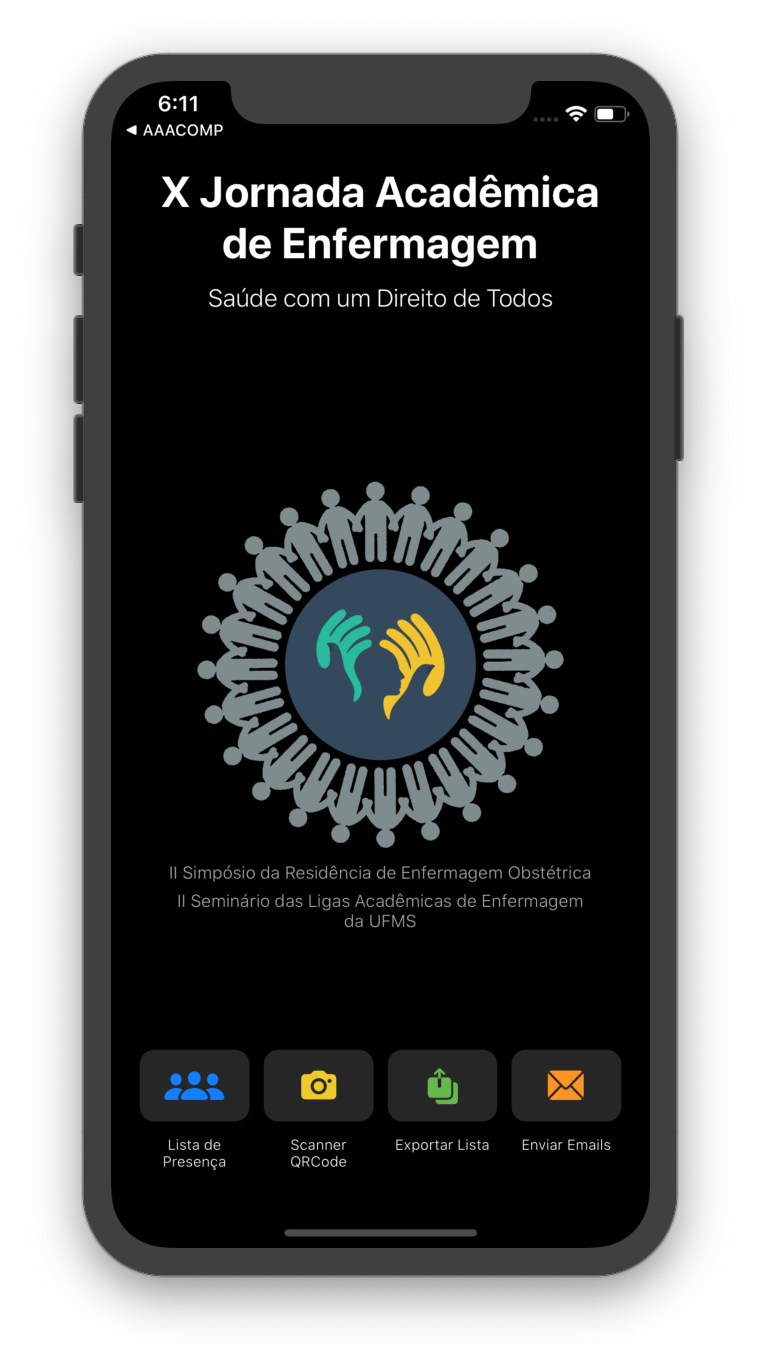 6:11
◀ AAACOMP
X Jornada Acadêmica
de Enfermagem
Saúde com um Direito de Todos
II Simpósio da Residência de Enfermagem Obstétrica
II Seminário das Ligas Acadêmicas de Enfermagem
da UFMS
Lista de
Presença
Scanner
QRCode
Exportar Lista
Enviar Emails